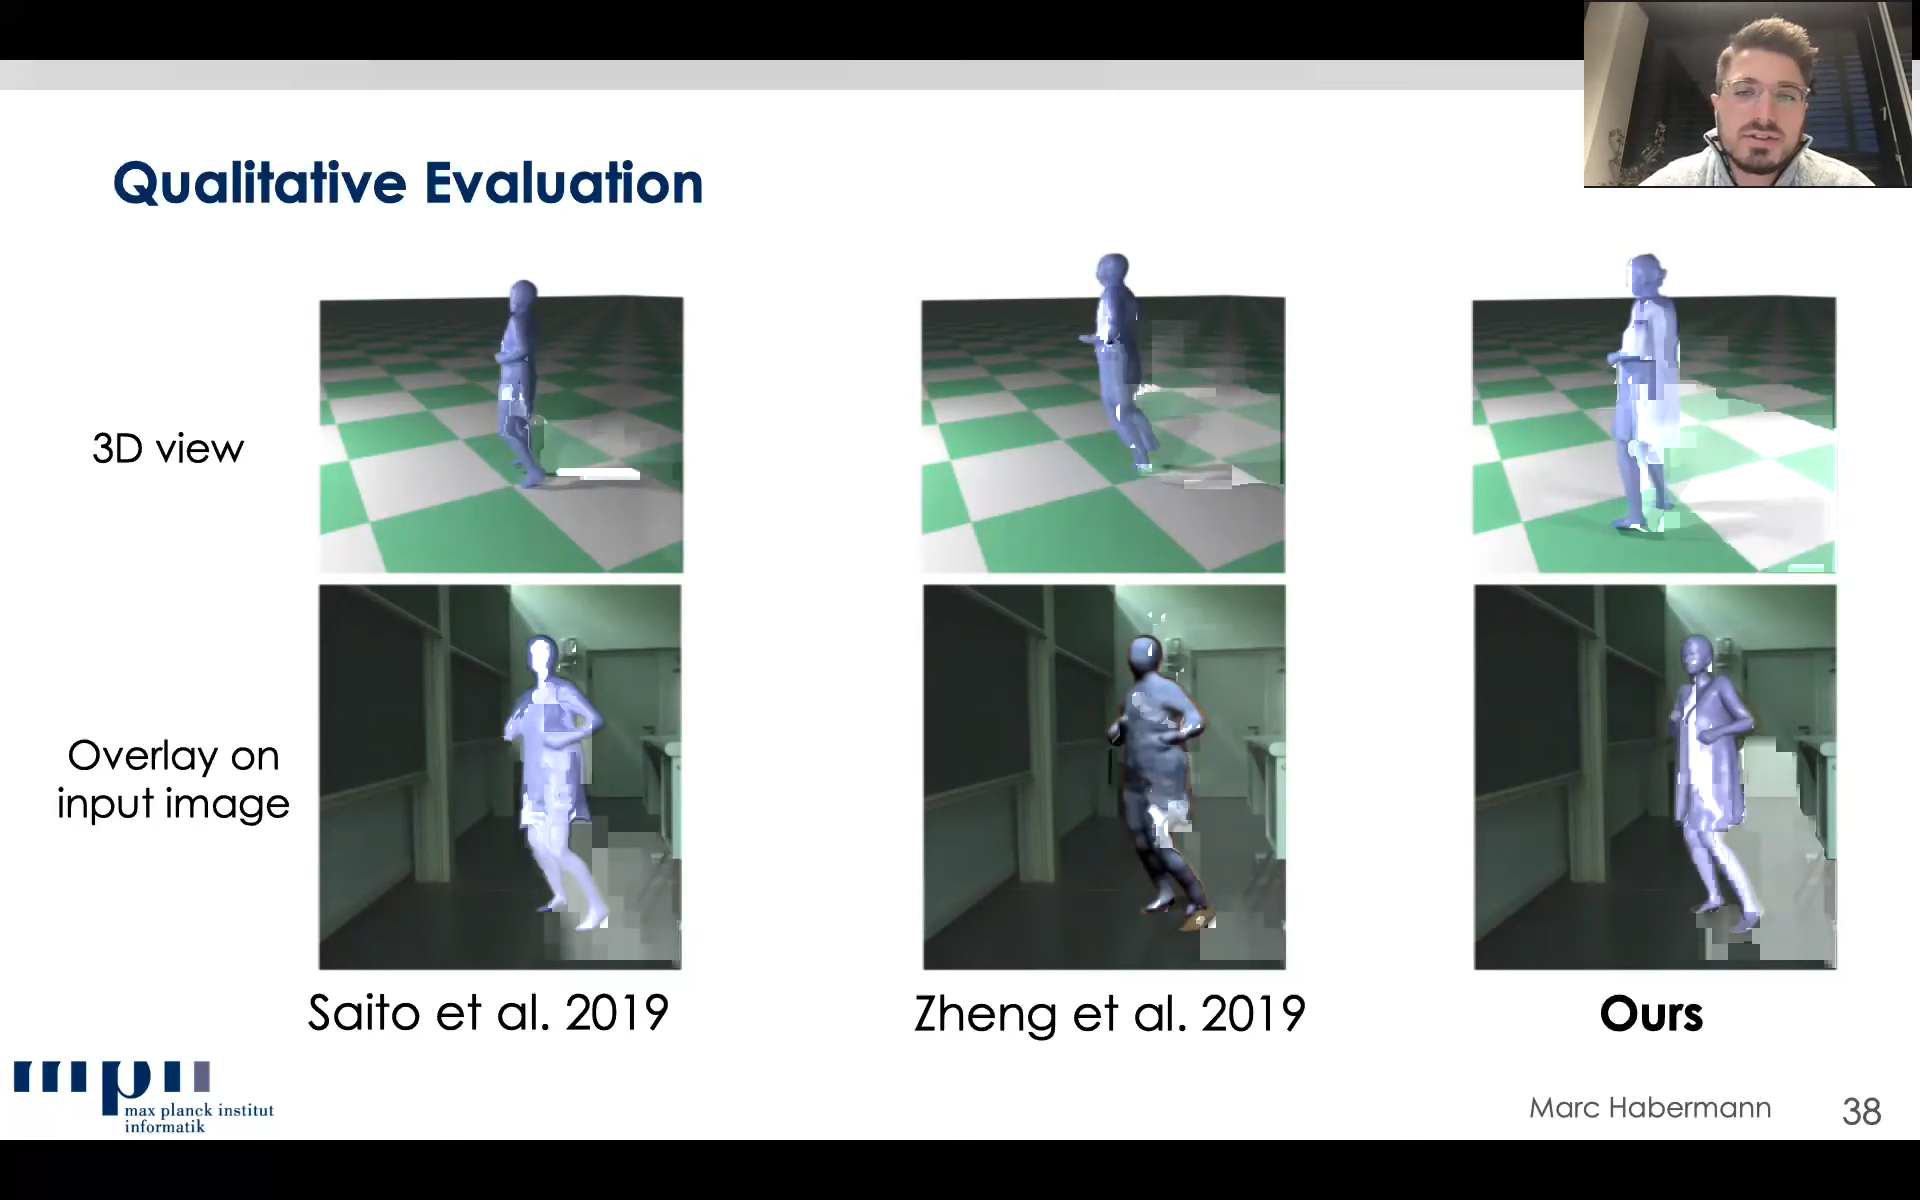 Qualitative Evaluation
3D view
Overlay on
input image
Saito et al. 2019
Zheng et al. 2019
Ours
mpii
max planck institut
informatik
Marc Habermann
38